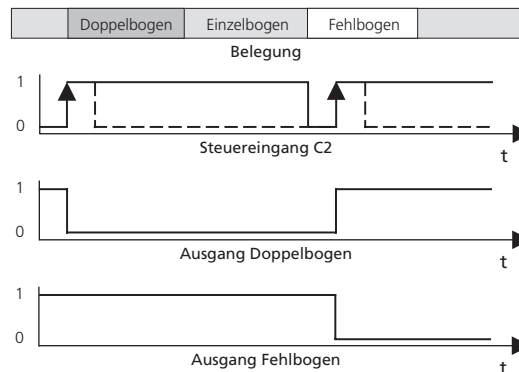 Doppelbogen Einzelbogen Fehlbogen
Belegung
1
0
Steuereingang C2
t
1
0
Ausgang Doppelbogen
t
1
0
Ausgang Fehlbogen
t